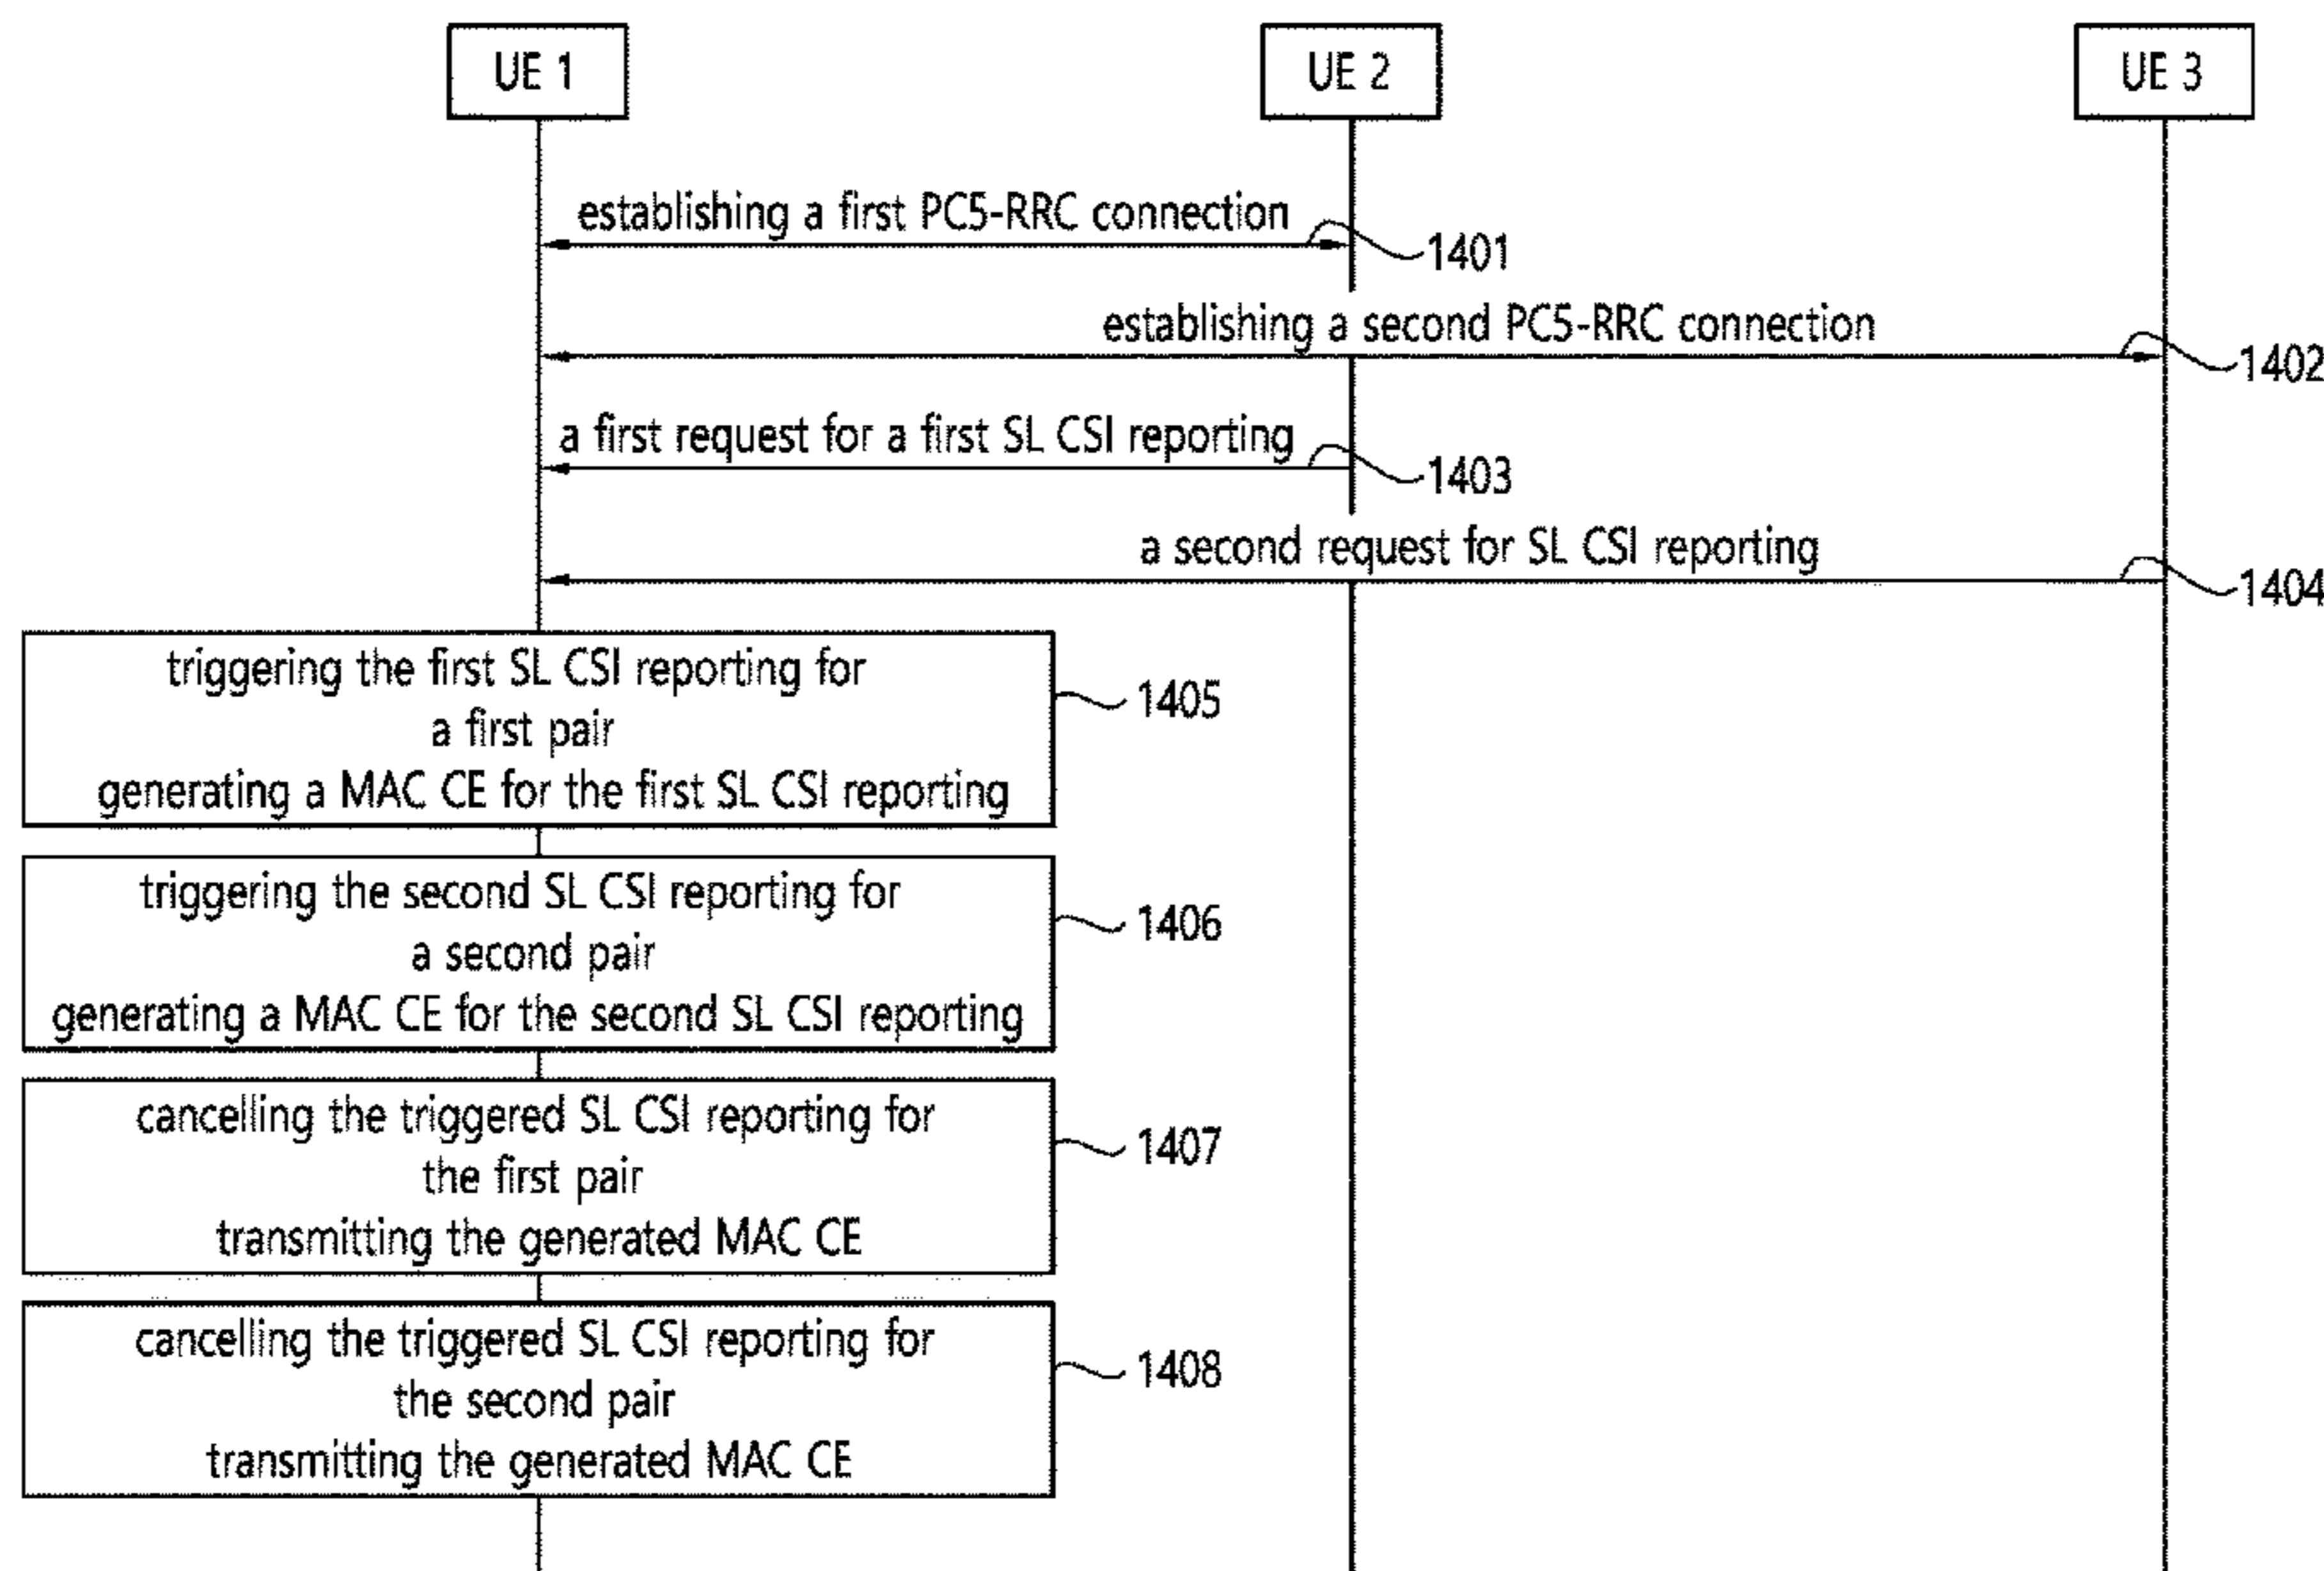 UE 1
UE 2
UE 3
establishing a first PC5-RRC connection
1401
establishing a second PC5-RRC connection
1402
a first request for a first SL CSI reporting
1403
a second request for SL CSI reporting
1404
triggering the first SL CSI reporting for
a first pair
generating a MAC CE for the first SL CSI reporting
1405
triggering the second SL CSI reporting for
a second pair
generating a MAC CE for the second SL CSI reporting
1406
cancelling the triggered SL CSI reporting for
the first pair
transmitting the generated MAC CE
1407
cancelling the triggered SL CSI reporting for
the second pair
transmitting the generated MAC CE
1408